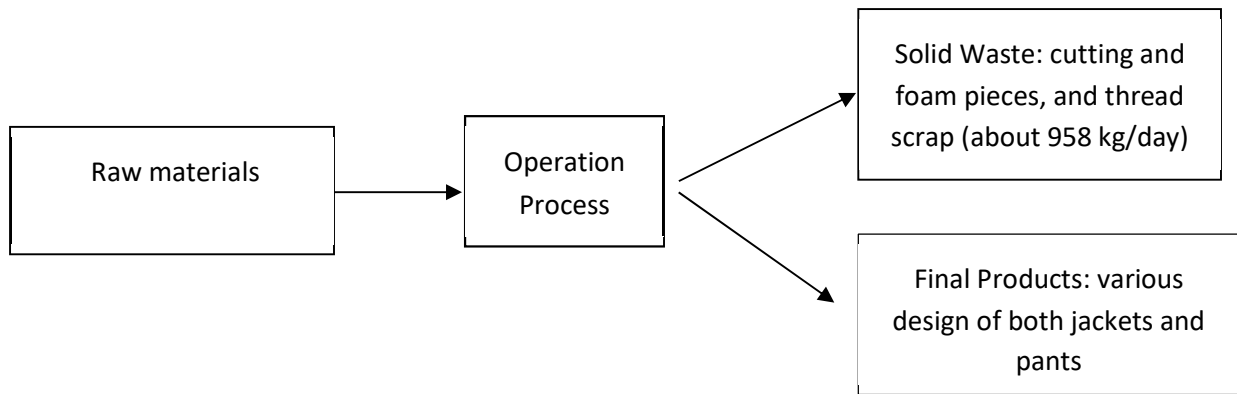 Raw materials
Operation
Process
Solid Waste: cutting and
foam pieces, and thread
scrap (about 958 kg/day)
Final Products: various
design of both jackets and
pants